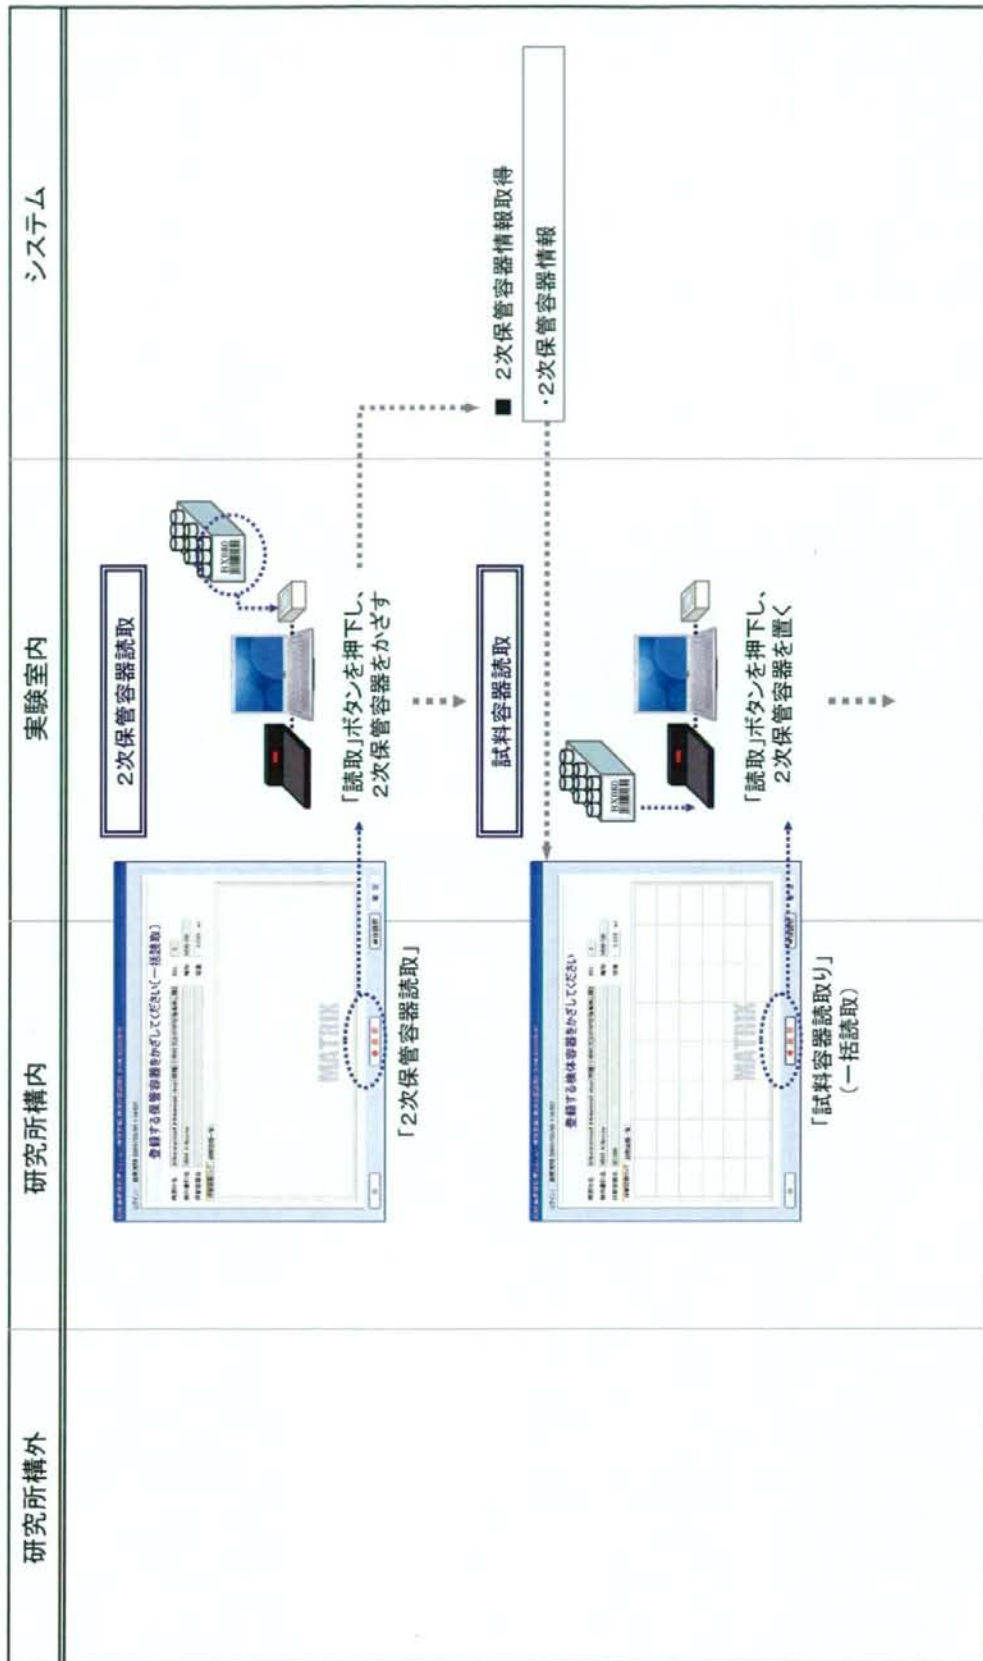 研究所構外
研究所構内
実験室内
システム
登録する保管容器をかざしてください(一括読取)
MATRIX
「2次保管容器読取」
2次保管容器読取
BX080
「読取」ボタンを押下し、
2次保管容器をかざす
■ 2次保管容器情報取得
・2次保管容器情報
登録する検体容器をかざしてください
MATRIX
「試料容器読取り」
(一括読取)
試料容器読取
BX080
「読取」ボタンを押下し、
2次保管容器を置く